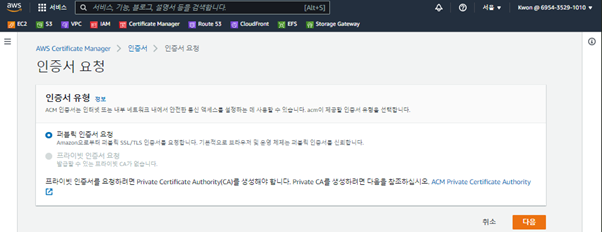 aws 서비스 서비스, 기능, 블로그, 설명서 등을 검색합니다. [Alt+S] 서울 Kwon @ 6954-3529-1010
EC2 S3 VPC IAM Certificate Manager Route 53 CloudFront EFS Storage Gateway
AWS Certificate Manager > 인증서 > 인증서 요청
인증서 요청
인증서 유형 정보
ACM 인증서는 인터넷 또는 내부 네트워크 내에서 안전한 통신 액세스를 설정하는 데 사용할 수 있습니다. acm이 제공할 인증서 유형을 선택합니다.
퍼블릭 인증서 요청
Amazon으로부터 퍼블릭 SSL/TLS 인증서를 요청합니다. 기본적으로 브라우저 및 운영 체제는 퍼블릭 인증서를 신뢰합니다.
프라이빗 인증서 요청
발급할 수 있는 프라이빗 CA가 없습니다.
프라이빗 인증서를 요청하려면 Private Certificate Authority(CA)를 생성해야 합니다. Private CA를 생성하려면 다음을 참조하십시오. ACM Private Certificate Authority
취소 다음